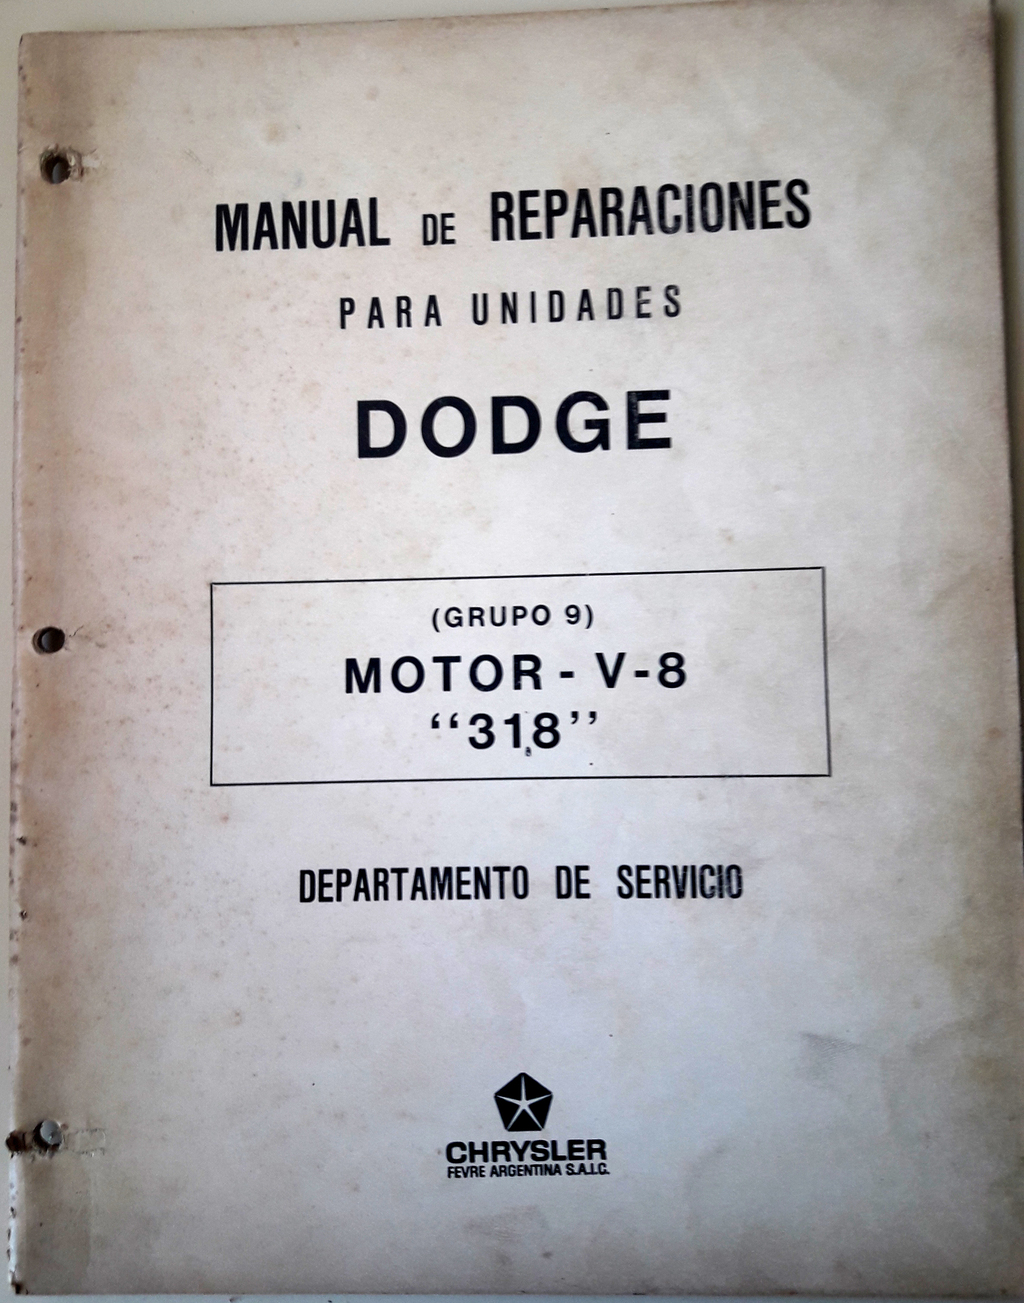 MANUAL DE REPARACIONES
PARA UNIDADES
DODGE
(GRUPO 9)
MOTOR - V-8
“318”
DEPARTAMENTO DE SERVICIO
CHRYSLER
FEVRE ARGENTINA S.A.I.C.